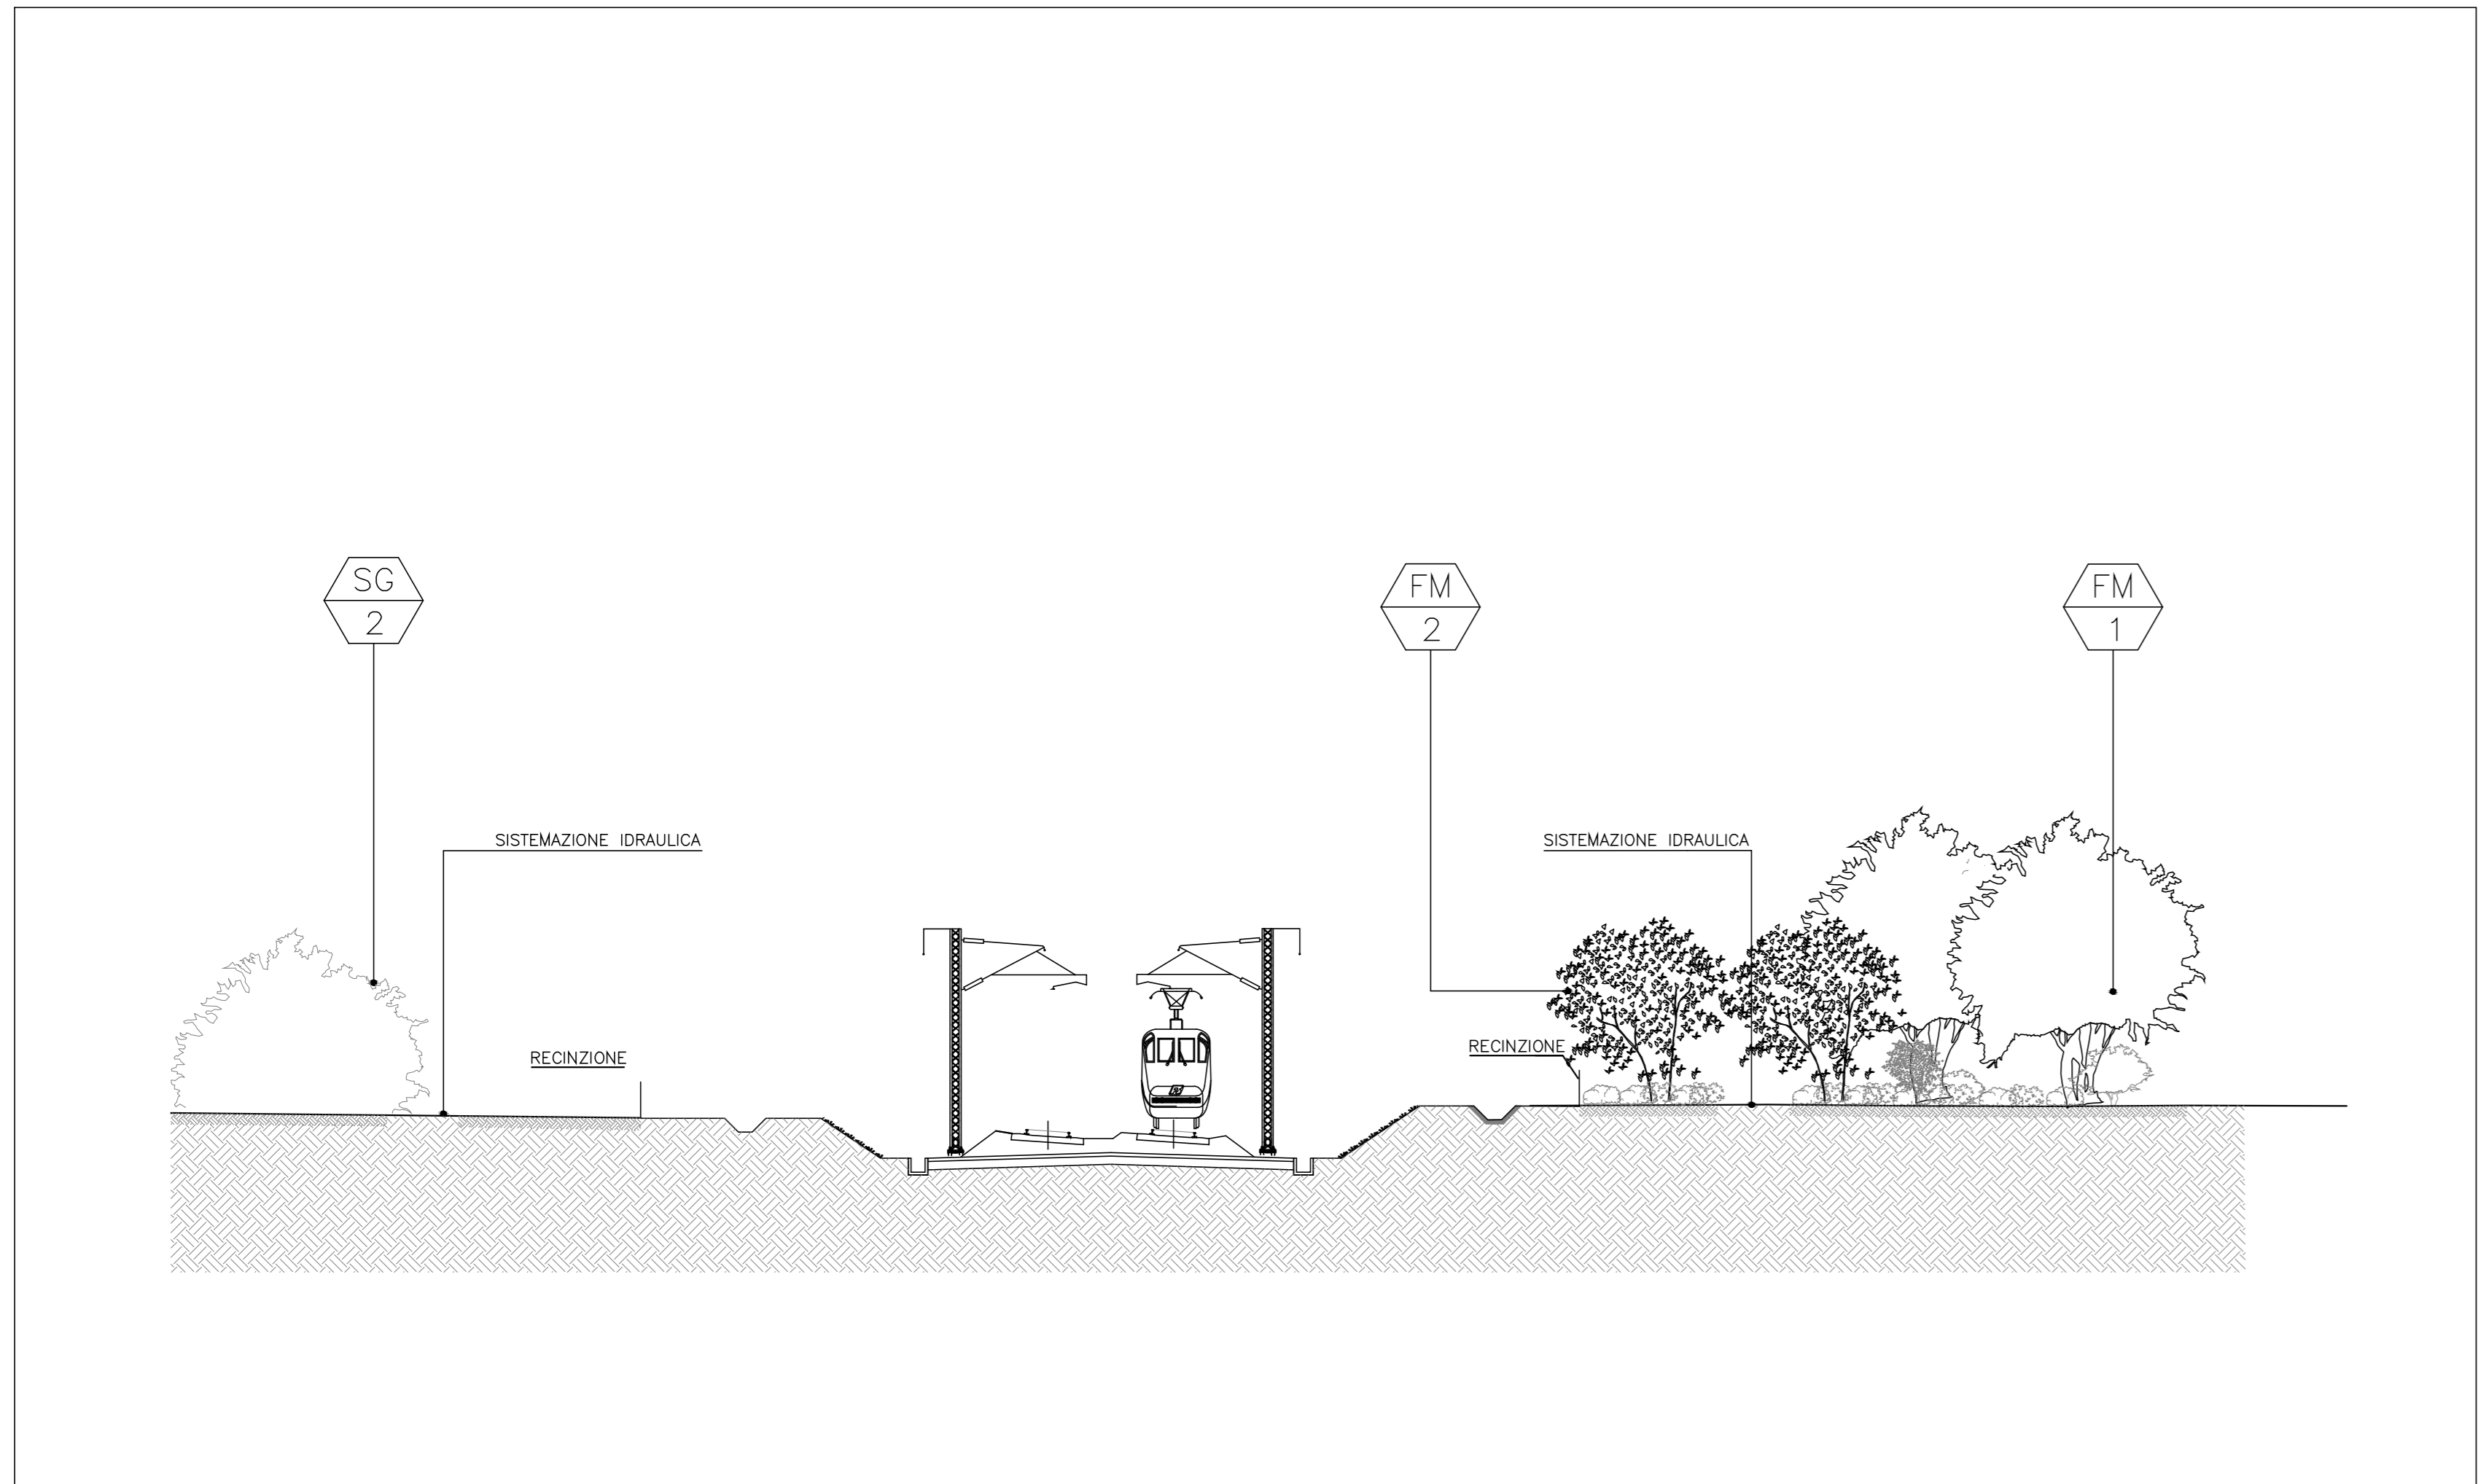 SG
2
FM
2
FM
1
SISTEMAZIONE IDRAULICA
SISTEMAZIONE IDRAULICA
RECINZIONE
RECINZIONE